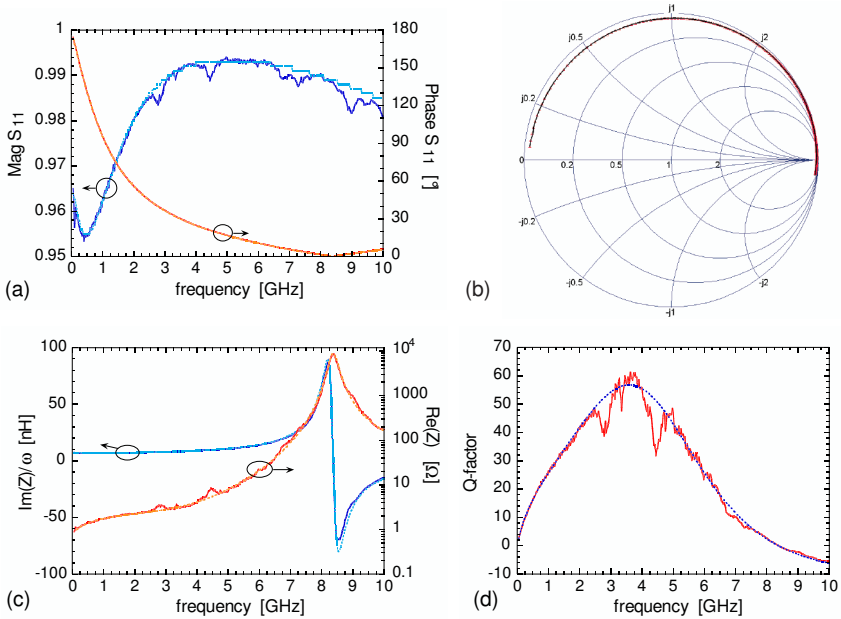 1
0.99
0.98
0.97
0.96
0.95
Mag S 11
180
150
120
90
60
30
0
Phase S 11 [°]
0 1 2 3 4 5 6 7 8 9 10
frequency [GHz]
(a)
j1
j0.5
j2
j0.2
0 0.2 0.5 1 2
-j0.2
-j0.5
-j2
-j1
(b)
100
50
0
-50
-100
Im(Z)/ω [nH]
10⁴
1000
100
10
1
0.1
Re(Z) [Ω]
0 1 2 3 4 5 6 7 8 9 10
frequency [GHz]
(c)
70
60
50
40
30
20
10
0
-10
Q-factor
0 1 2 3 4 5 6 7 8 9 10
frequency [GHz]
(d)